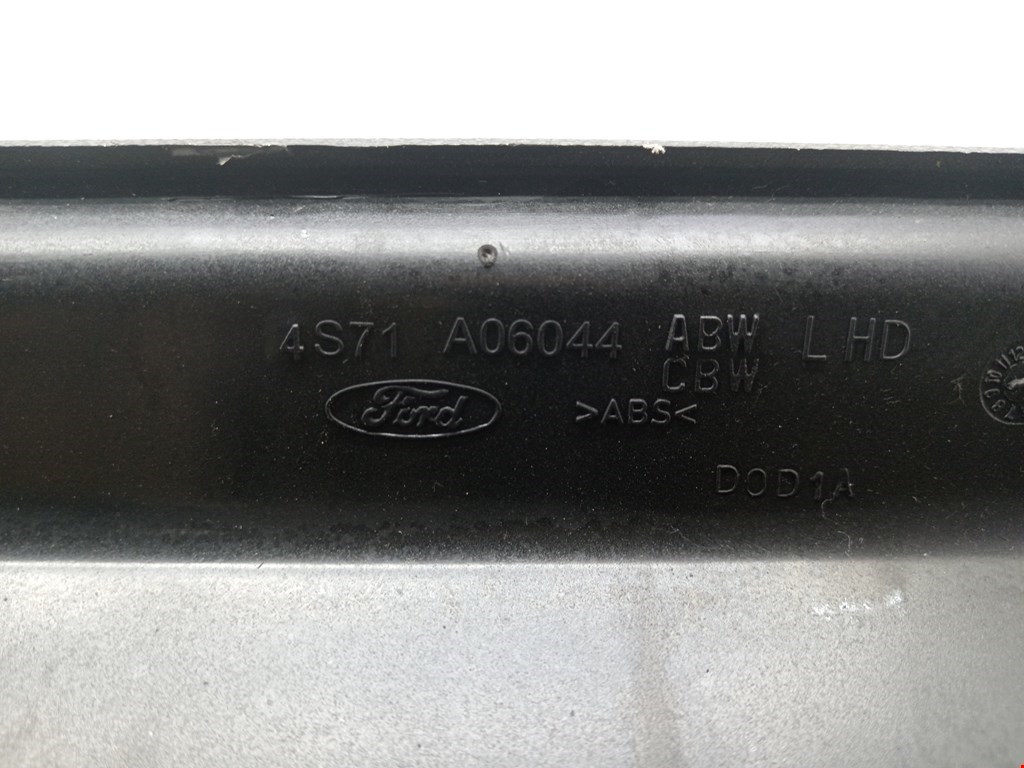 4S71 A06044 ABW LHD
CBW
Ford
>ABS<
DOD1A